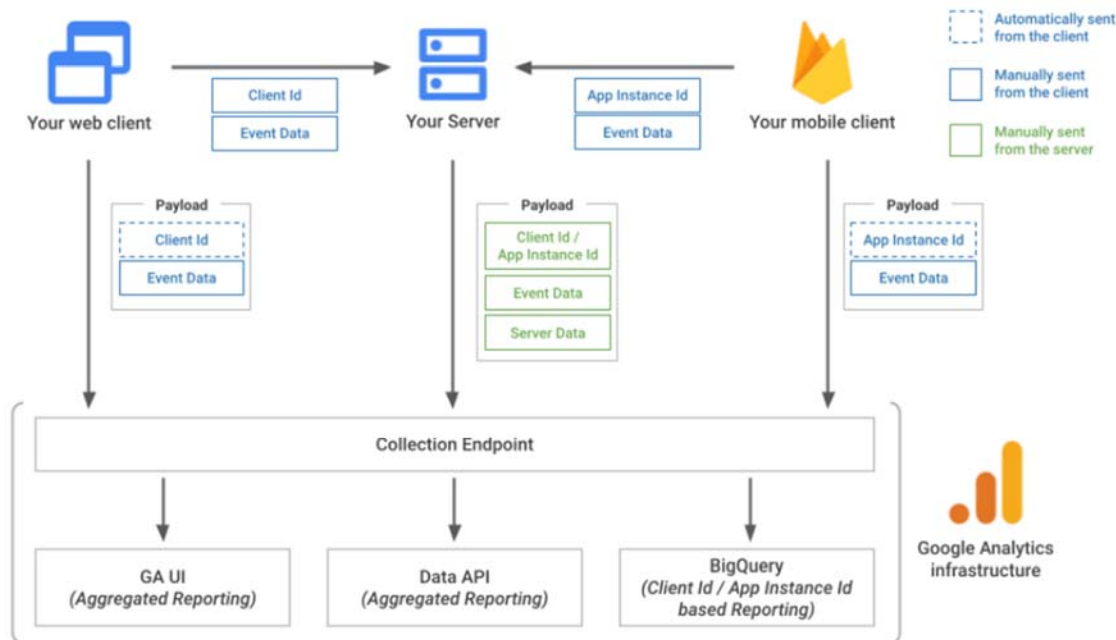 Automatically sent
from the client
Manually sent
from the client
Manually sent
from the server
Your web client
Client Id
Event Data
Your Server
App Instance Id
Event Data
Your mobile client
Payload
Client Id
Event Data
Payload
Client Id /
App Instance Id
Event Data
Server Data
Payload
App Instance Id
Event Data
Collection Endpoint
GA UI
(Aggregated Reporting)
Data API
(Aggregated Reporting)
BigQuery
(Client Id / App Instance Id
based Reporting)
Google Analytics
infrastructure